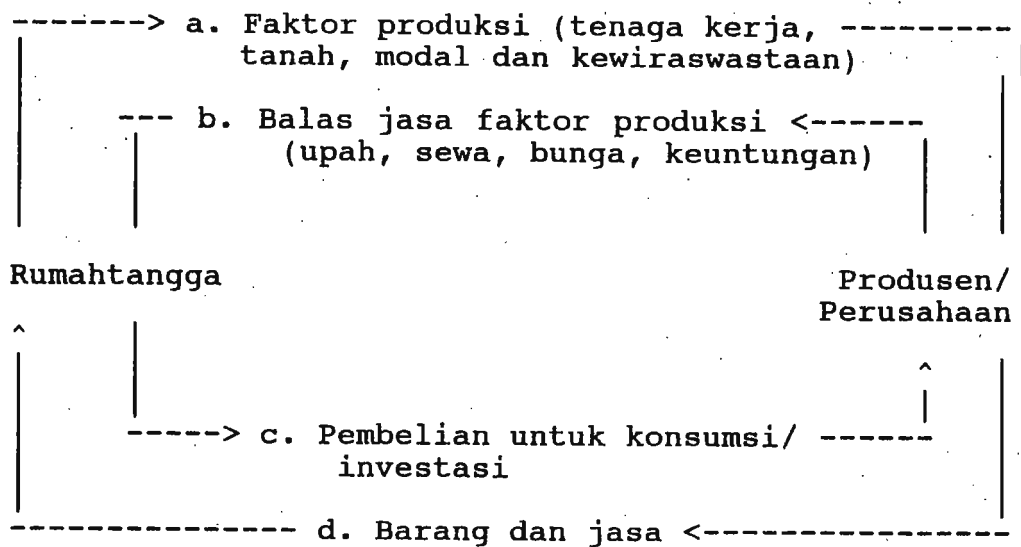 a. Faktor produksi (tenaga kerja,
tanah, modal dan kewiraswastaan)
b. Balas jasa faktor produksi
(upah, sewa, bunga, keuntungan)
Rumahtangga
Produsen/
Perusahaan
c. Pembelian untuk konsumsi/
investasi
d. Barang dan jasa